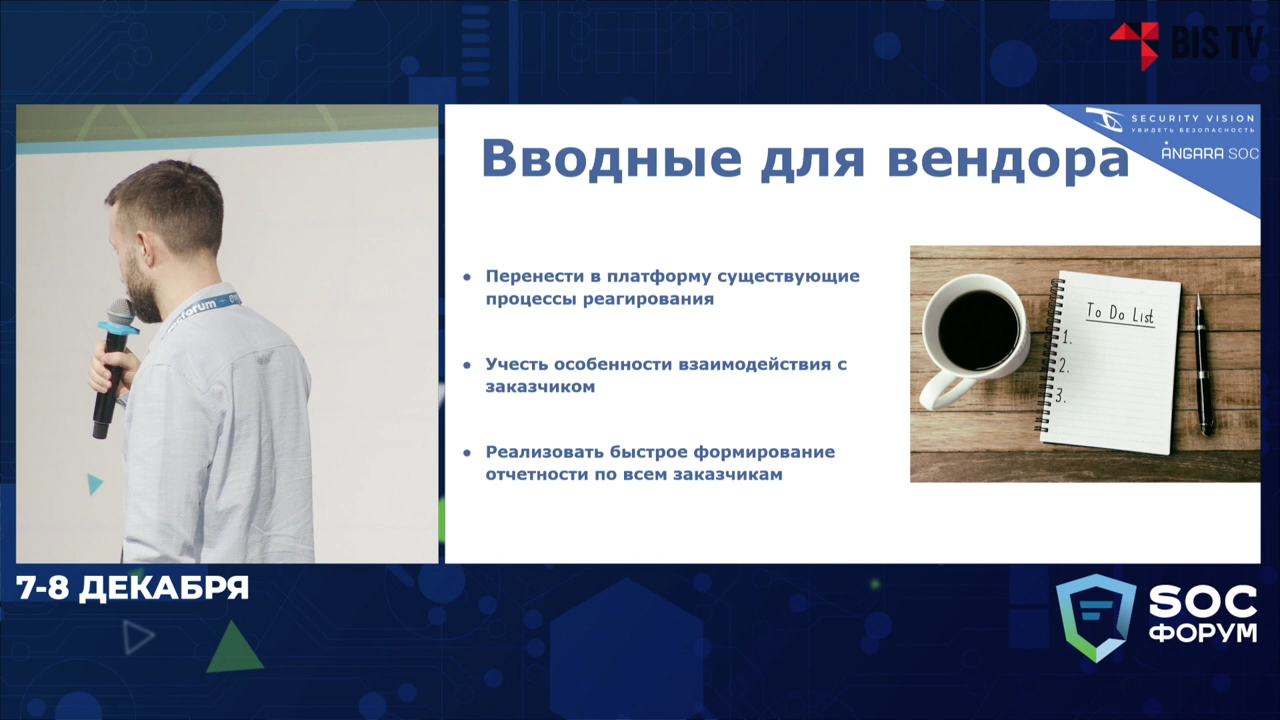 BIS TV
SECURITY VISION
УВИДЕТЬ БЕЗОПАСНОСТЬ
ANGARA SOC
Вводные для вендора
Перенести в платформу существующие
процессы реагирования
Учесть особенности взаимодействия с
заказчиком
Реализовать быстрое формирование
отчетности по всем заказчикам
To Do List
1.
2.
3.
7-8 ДЕКАБРЯ
SOC
ФОРУМ